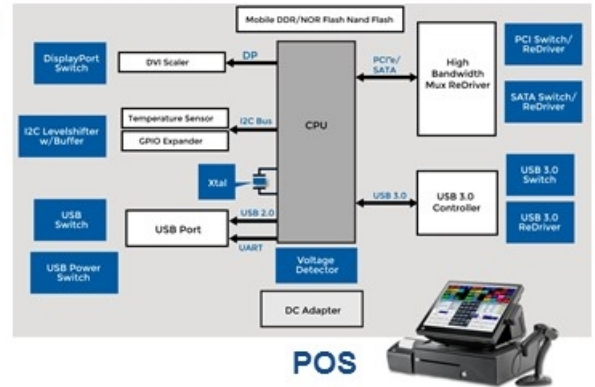 Mobile DDR/NOR Flash Nand Flash
DisplayPort
Switch
DVI Scaler
DP
CPU
PCI'e/
SATA
High
Bandwidth
Mux ReDriver
PCI Switch/
ReDriver
SATA Switch/
ReDriver
I2C Levelshifter
w/Buffer
Temperature Sensor
GPIO Expander
I2C Bus
Xtal
USB
Switch
USB Power
Switch
USB Port
USB 2.0
UART
USB 3.0
USB 3.0
Controller
USB 3.0
Switch
USB 3.0
ReDriver
Voltage
Detector
DC Adapter
POS